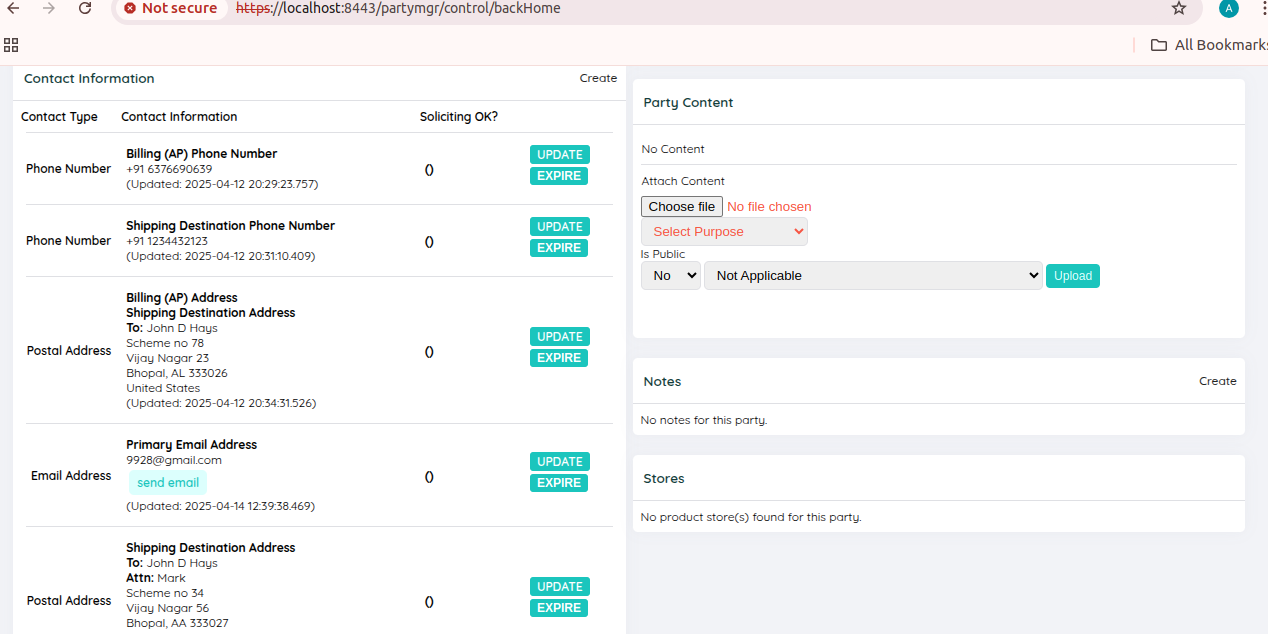 Not secure https://localhost:8443/partymgr/control/backHome A
All Bookmarks
Contact Information Create
Contact Type Contact Information Soliciting OK?
Phone Number
Billing (AP) Phone Number
+91 6376690639
(Updated: 2025-04-12 20:29:23.757)
()
UPDATE
EXPIRE
Phone Number
Shipping Destination Phone Number
+91 1234432123
(Updated: 2025-04-12 20:31:10.409)
()
UPDATE
EXPIRE
Postal Address
Billing (AP) Address
Shipping Destination Address
To: John D Hays
Scheme no 78
Vijay Nagar 23
Bhopal, AL 333026
United States
(Updated: 2025-04-12 20:34:31.526)
()
UPDATE
EXPIRE
Email Address
Primary Email Address
9928@gmail.com
send email
(Updated: 2025-04-14 12:39:38.469)
()
UPDATE
EXPIRE
Postal Address
Shipping Destination Address
To: John D Hays
Attn: Mark
Scheme no 34
Vijay Nagar 56
Bhopal, AA 333027
()
UPDATE
EXPIRE
Party Content
No Content
Attach Content
Choose file No file chosen
Select Purpose
Is Public
No Not Applicable Upload
Notes Create
No notes for this party.
Stores
No product store(s) found for this party.